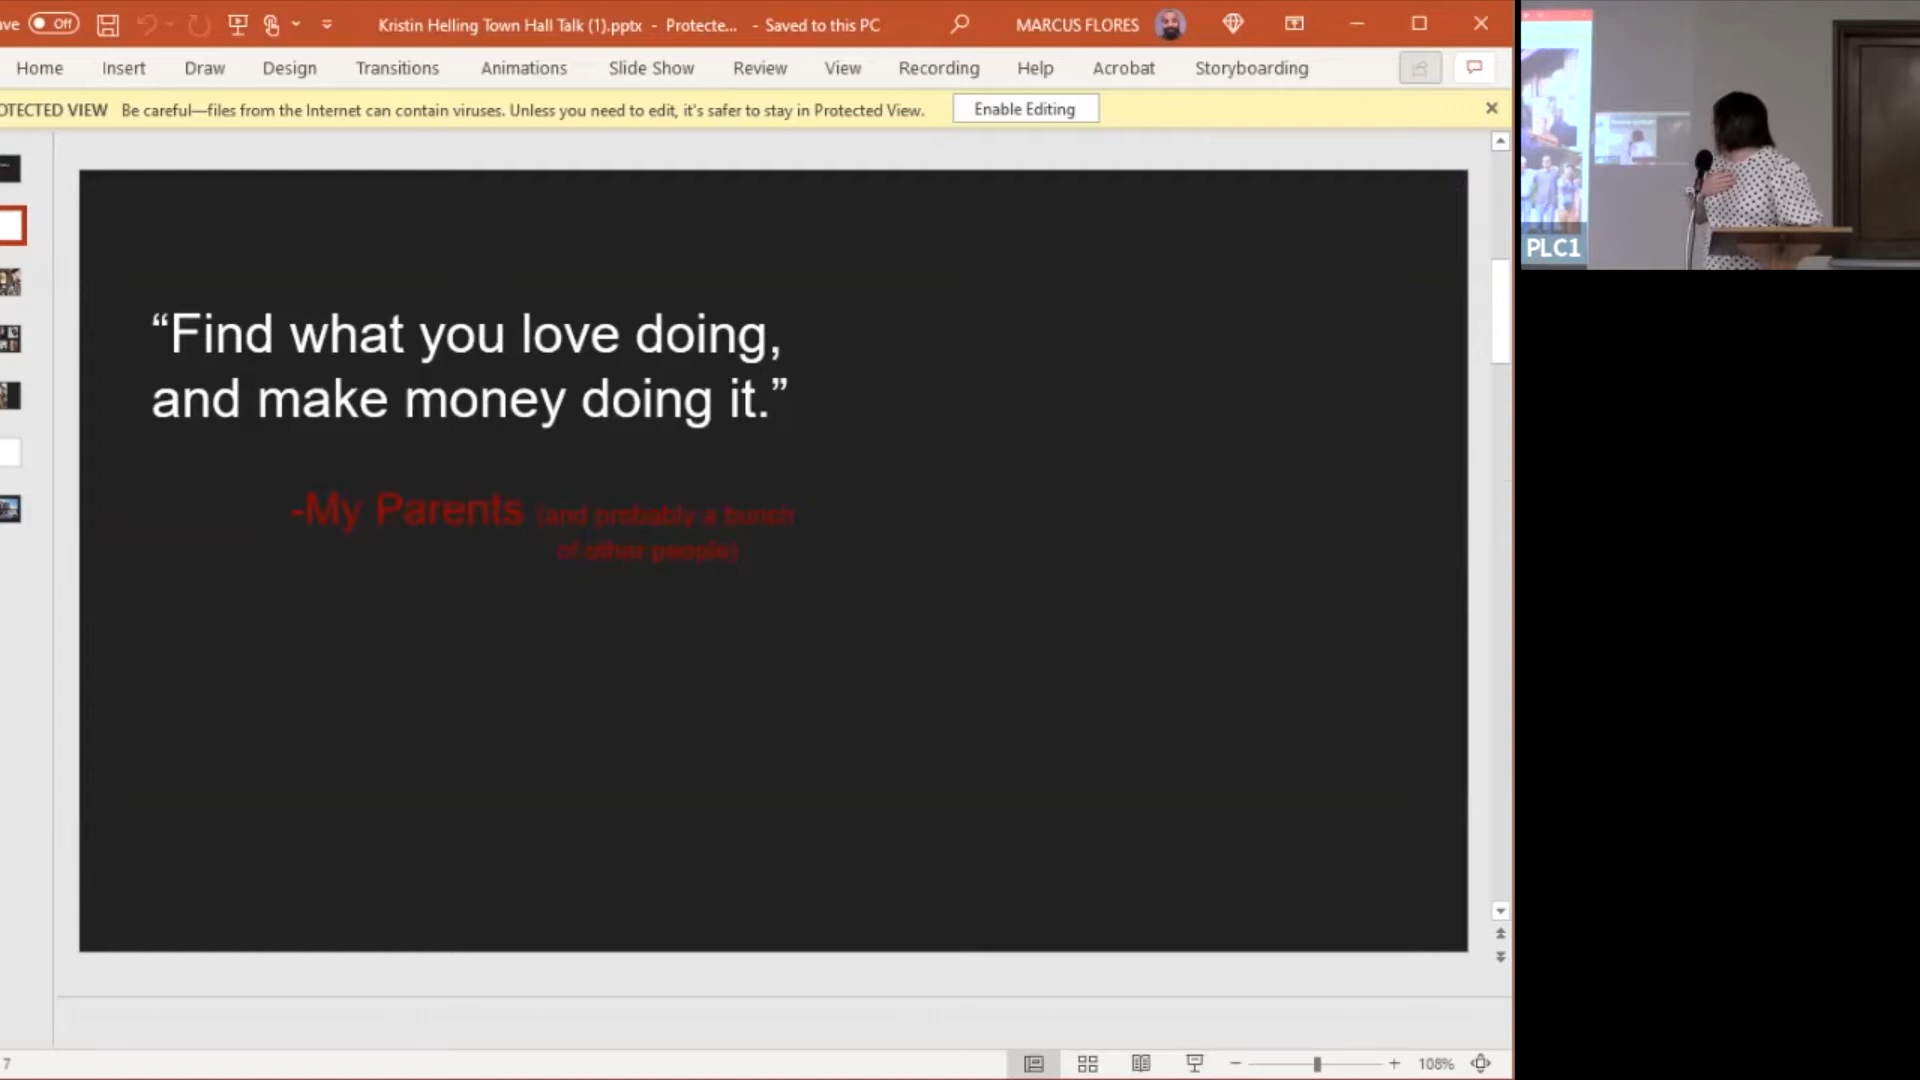 ve Off Kristin Helling Town Hall Talk (1).pptx - Protecte... - Saved to this PC MARCUS FLORES
Home Insert Draw Design Transitions Animations Slide Show Review View Recording Help Acrobat Storyboarding
OTECTED VIEW Be careful—files from the Internet can contain viruses. Unless you need to edit, it's safer to stay in Protected View. Enable Editing
“Find what you love doing,
and make money doing it.”
-My Parents (and probably a bunch
of other people)
PLC1
7 108%